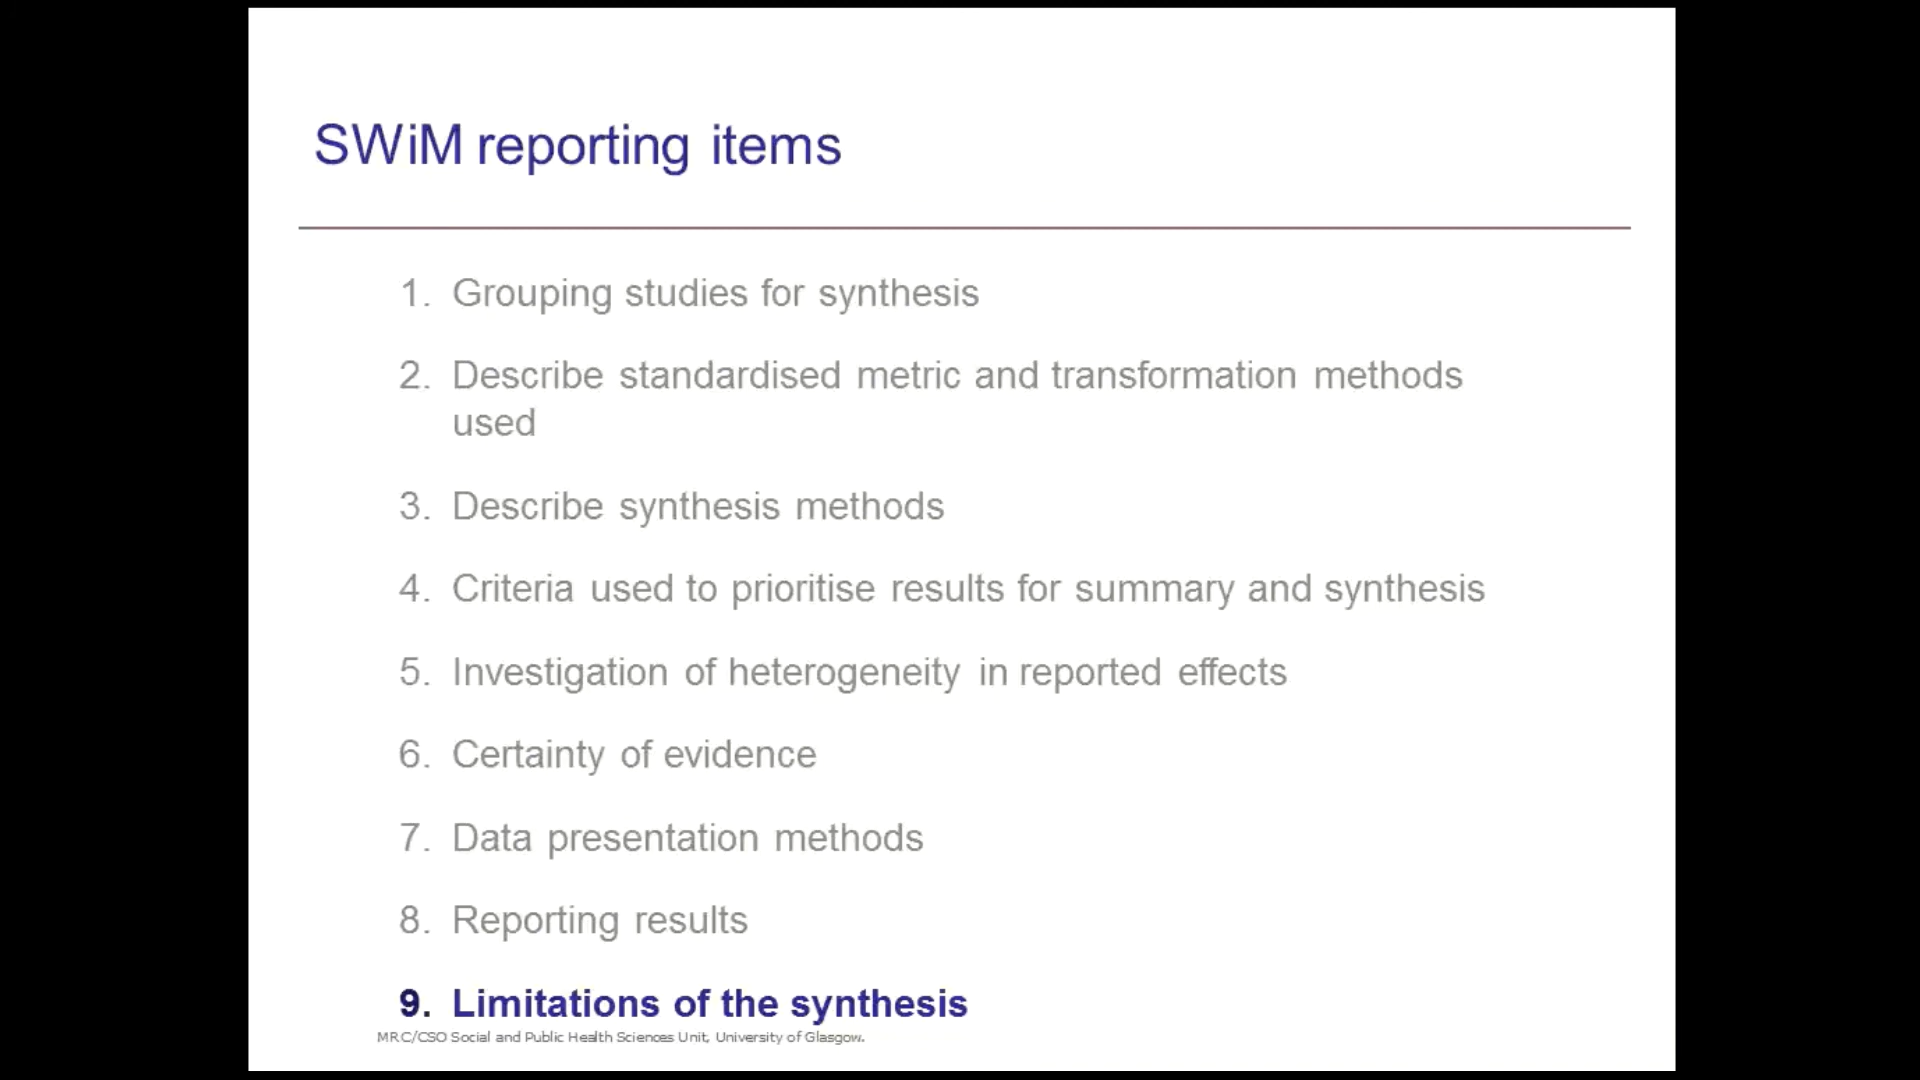 SWiM reporting items
1. Grouping studies for synthesis
2. Describe standardised metric and transformation methods
used
3. Describe synthesis methods
4. Criteria used to prioritise results for summary and synthesis
5. Investigation of heterogeneity in reported effects
6. Certainty of evidence
7. Data presentation methods
8. Reporting results
9. Limitations of the synthesis
MRC/CSO Social and Public Health Sciences Unit, University of Glasgow.